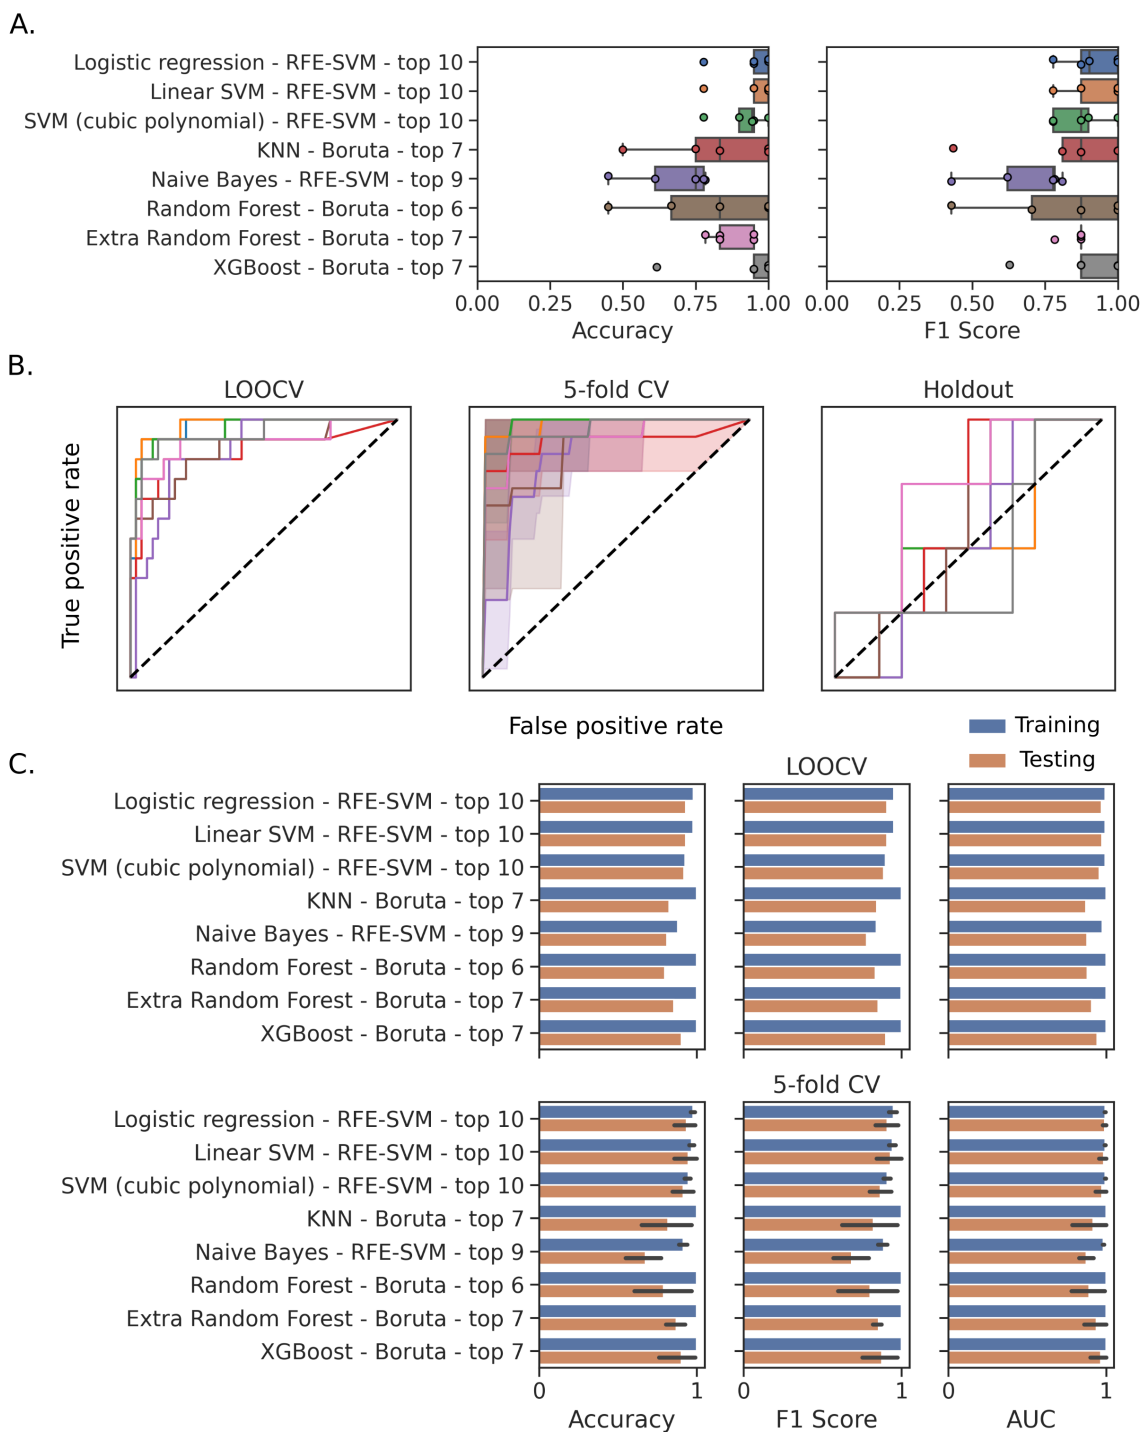 A.
Logistic regression - RFE-SVM - top 10
Linear SVM - RFE-SVM - top 10
SVM (cubic polynomial) - RFE-SVM - top 10
KNN - Boruta - top 7
Naive Bayes - RFE-SVM - top 9
Random Forest - Boruta - top 6
Extra Random Forest - Boruta - top 7
XGBoost - Boruta - top 7
0.00 0.25 0.50 0.75 1.00
Accuracy
0.00 0.25 0.50 0.75 1.00
F1 Score
B.
LOOCV
5-fold CV
Holdout
True positive rate
False positive rate
Training
Testing
C.
LOOCV
Logistic regression - RFE-SVM - top 10
Linear SVM - RFE-SVM - top 10
SVM (cubic polynomial) - RFE-SVM - top 10
KNN - Boruta - top 7
Naive Bayes - RFE-SVM - top 9
Random Forest - Boruta - top 6
Extra Random Forest - Boruta - top 7
XGBoost - Boruta - top 7
5-fold CV
Logistic regression - RFE-SVM - top 10
Linear SVM - RFE-SVM - top 10
SVM (cubic polynomial) - RFE-SVM - top 10
KNN - Boruta - top 7
Naive Bayes - RFE-SVM - top 9
Random Forest - Boruta - top 6
Extra Random Forest - Boruta - top 7
XGBoost - Boruta - top 7
0 1
Accuracy
0 1
F1 Score
0 1
AUC